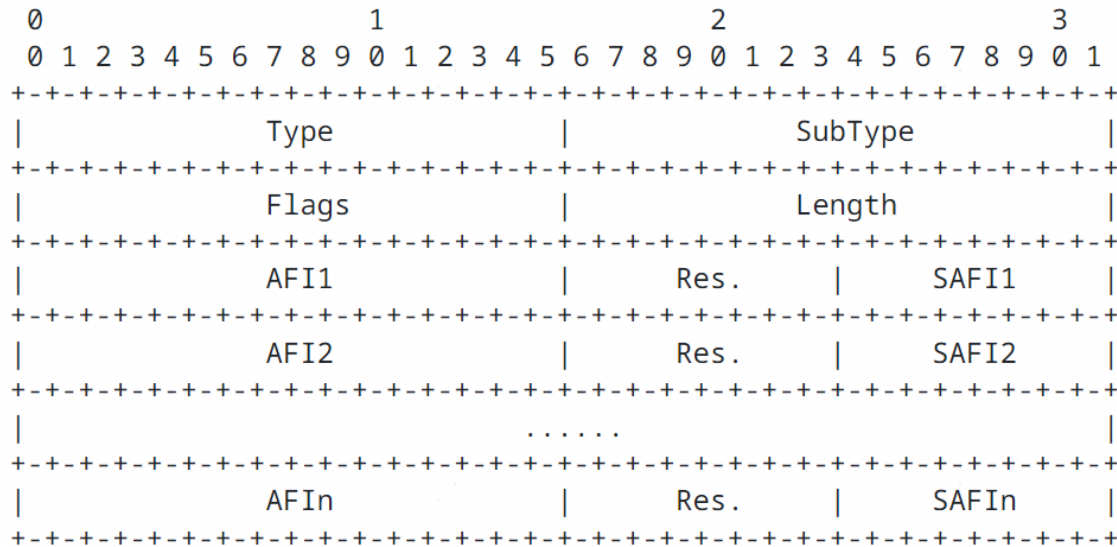 0                   1                   2                   3
0 1 2 3 4 5 6 7 8 9 0 1 2 3 4 5 6 7 8 9 0 1 2 3 4 5 6 7 8 9 0 1
+-+-+-+-+-+-+-+-+-+-+-+-+-+-+-+-+-+-+-+-+-+-+-+-+-+-+-+-+-+-+-+-+
|              Type             |             SubType           |
+-+-+-+-+-+-+-+-+-+-+-+-+-+-+-+-+-+-+-+-+-+-+-+-+-+-+-+-+-+-+-+-+
|              Flags            |             Length            |
+-+-+-+-+-+-+-+-+-+-+-+-+-+-+-+-+-+-+-+-+-+-+-+-+-+-+-+-+-+-+-+-+
|              AFI1             |      Res.     |     SAFI1     |
+-+-+-+-+-+-+-+-+-+-+-+-+-+-+-+-+-+-+-+-+-+-+-+-+-+-+-+-+-+-+-+-+
|              AFI2             |      Res.     |     SAFI2     |
+-+-+-+-+-+-+-+-+-+-+-+-+-+-+-+-+-+-+-+-+-+-+-+-+-+-+-+-+-+-+-+-+
|                             ......                            |
+-+-+-+-+-+-+-+-+-+-+-+-+-+-+-+-+-+-+-+-+-+-+-+-+-+-+-+-+-+-+-+-+
|              AFIn             |      Res.     |     SAFIn     |
+-+-+-+-+-+-+-+-+-+-+-+-+-+-+-+-+-+-+-+-+-+-+-+-+-+-+-+-+-+-+-+-+